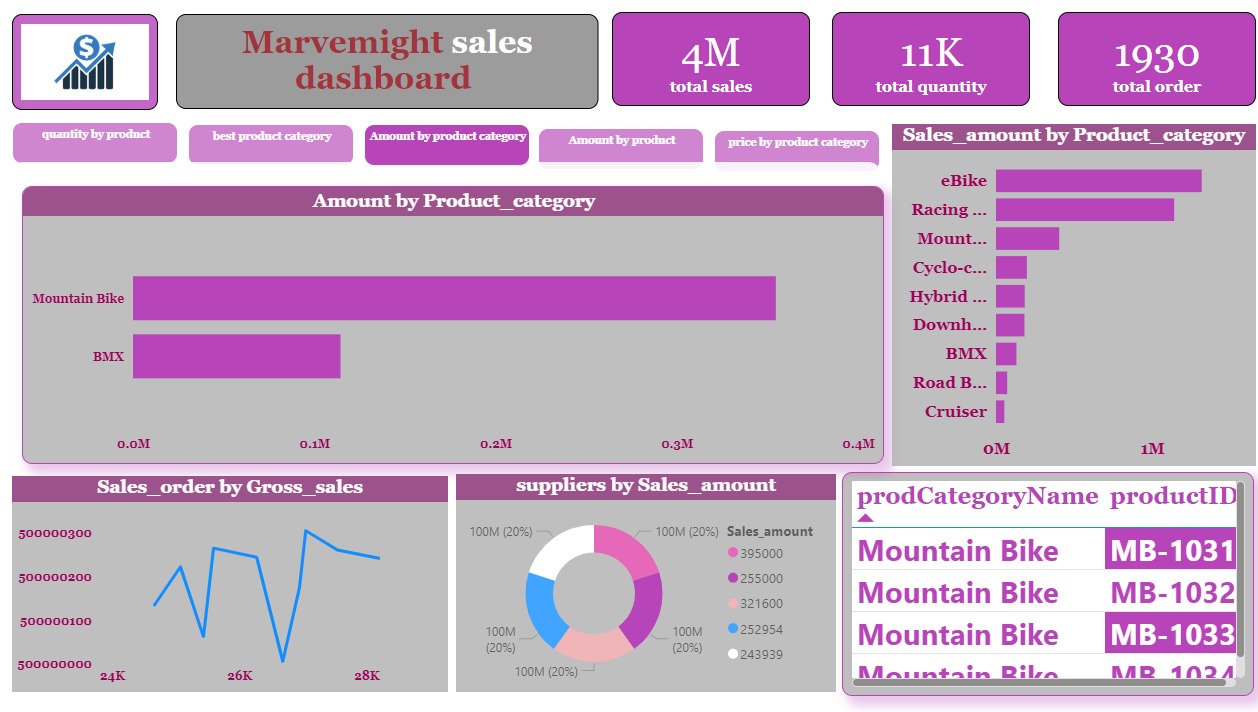 $
Marvemight sales
dashboard
4M
total sales
11K
total quantity
1930
total order
quantity by product
best product category
Amount by product category
Amount by product
price by product category
Amount by Product_category
Mountain Bike
BMX
0.0M
0.1M
0.2M
0.3M
0.4M
Sales_amount by Product_category
eBike
Racing ...
Mount...
Cyclo-c...
Hybrid ...
Downh...
BMX
Road B...
Cruiser
0M
1M
Sales_order by Gross_sales
500000300
500000200
500000100
500000000
24K
26K
28K
suppliers by Sales_amount
100M (20%)
100M (20%)
100M
(20%)
100M
(20%)
100M (20%)
Sales_amount
395000
255000
321600
252954
243939
prodCategoryName productID
Mountain Bike MB-1031
Mountain Bike MB-1032
Mountain Bike MB-1033
Mountain Bike MB-1034